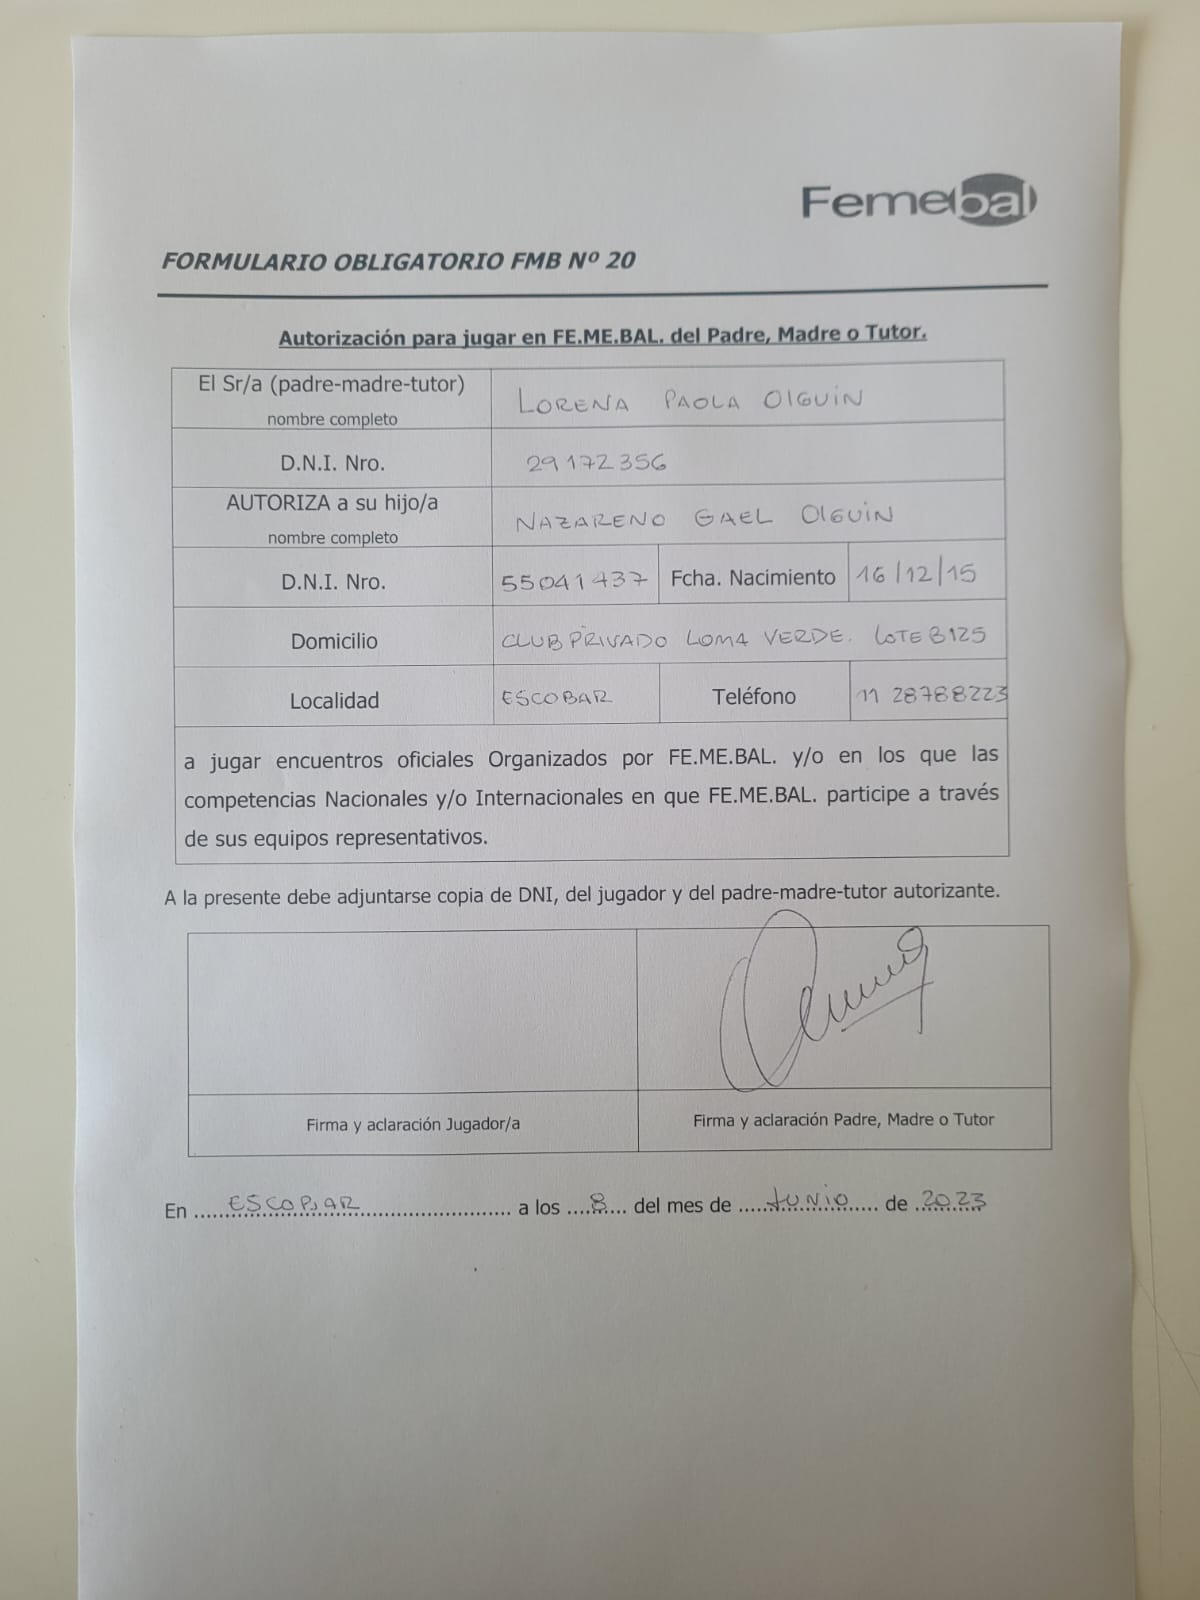 Femebal
FORMULARIO OBLIGATORIO FMB Nº 20
Autorización para jugar en FE.ME.BAL. del Padre, Madre o Tutor.
El Sr/a (padre-madre-tutor) LORENA PAOLA OlGUIN
nombre completo
D.N.I. Nro. 29172356
AUTORIZA a su hijo/a NAZARENO GAEL OlGUIN
nombre completo
D.N.I. Nro. 55041437 Fcha. Nacimiento 16/12/15
Domicilio CLUB PRIVADO LOMA VERDE. lOTE B125
Localidad ESCOBAR Teléfono 11 28788223
a jugar encuentros oficiales Organizados por FE.ME.BAL. y/o en los que las
competencias Nacionales y/o Internacionales en que FE.ME.BAL. participe a través
de sus equipos representativos.
A la presente debe adjuntarse copia de DNI, del jugador y del padre-madre-tutor autorizante.
Firma y aclaración Jugador/a Firma y aclaración Padre, Madre o Tutor
En ESCOBAR a los 8 del mes de JUNIO de 2023